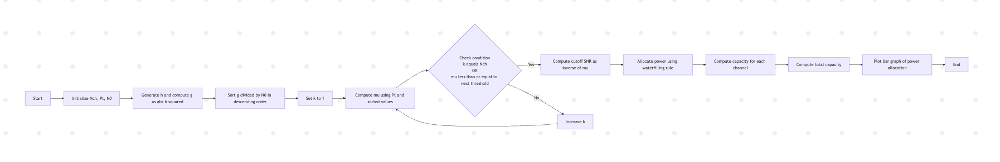 Start
Initialize Nch, Pt, N0
Generate h and compute g
as abs h squared
Sort g divided by N0 in
descending order
Set k to 1
Compute mu using Pt and
sorted values
Check condition
k equals Nch
OR
mu less than or equal to
next threshold
Yes
Compute cutoff SNR as
inverse of mu
Allocate power using
waterfilling rule
Compute capacity for each
channel
Compute total capacity
Plot bar graph of power
allocation
End
No
Increase k